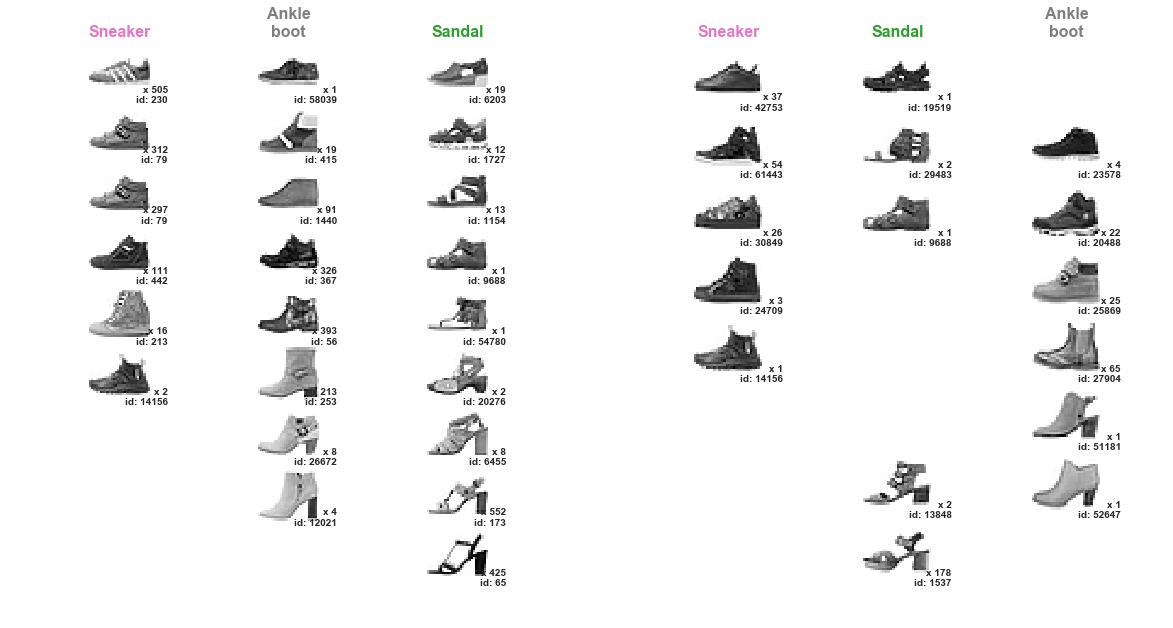 Sneaker
Ankle
boot
Sandal
x 505
id: 230
x 312
id: 79
x 297
id: 79
x 111
id: 442
x 16
id: 213
x 2
id: 14156
x 1
id: 58039
x 19
id: 415
x 91
id: 1440
x 326
id: 367
x 393
id: 56
213
id: 253
x 8
id: 26672
x 4
id: 12021
x 19
id: 6203
x 12
id: 1727
x 13
id: 1154
x 1
id: 9688
x 1
id: 54780
x 2
id: 20276
x 8
id: 6455
552
id: 173
425
id: 65
Sneaker
Sandal
Ankle
boot
x 37
id: 42753
x 54
id: 61443
x 26
id: 30849
x 3
id: 24709
x 1
id: 14156
x 1
id: 19519
x 2
id: 29483
x 1
id: 9688
x 2
id: 13848
x 178
id: 1537
x 4
id: 23578
x 22
id: 20488
x 25
id: 25869
x 65
id: 27904
x 1
id: 51181
x 1
id: 52647